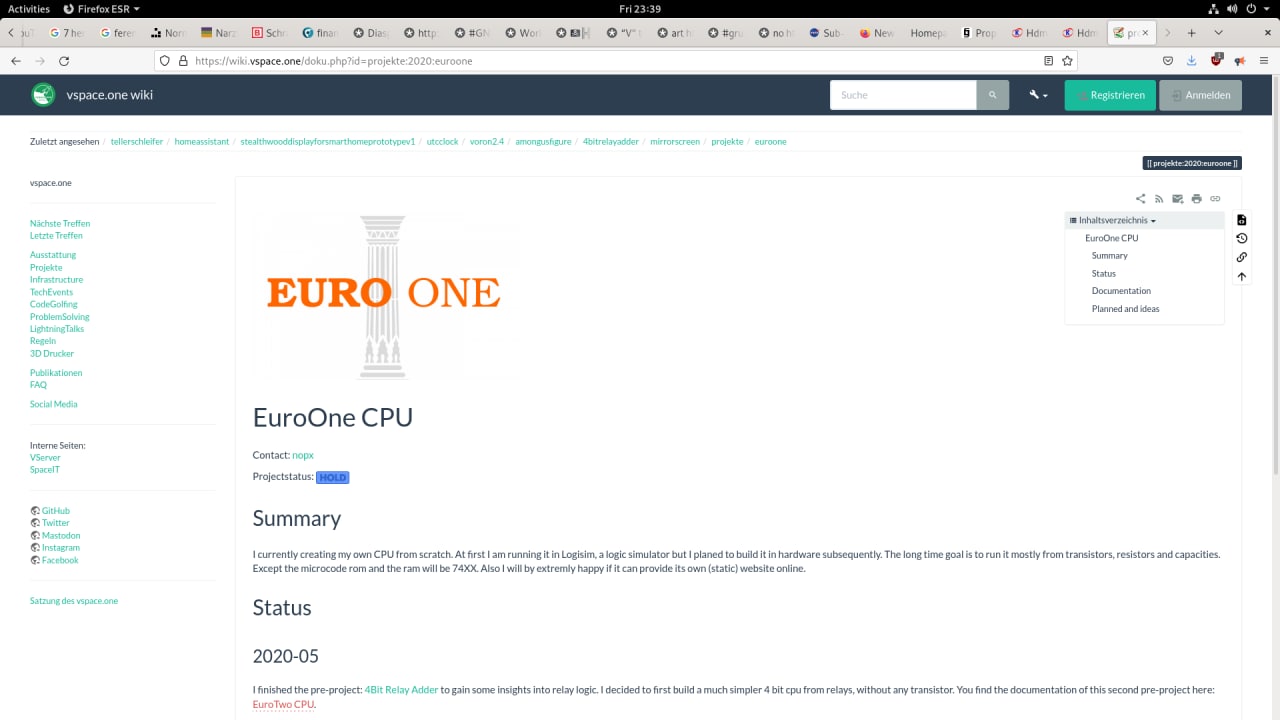 Activities Firefox ESR Fri 23:39
7 he feren Norn Narz Schr finan Diasp http: #GN Work (•)-[•] “V” t art h #gru no h Sub- New Homepa Prop Hdm Hdm pro
https://wiki.vspace.one/doku.php?id=projekte:2020:euroone
vspace.one wiki
Suche
Registrieren
Anmelden
Zuletzt angesehen / tellerschleifer / homeassistant / stealthwooddisplayforsmarthomeprototypev1 / utcclock / voron2.4 / amongusfigure / 4bitrelayadder / mirrorscreen / projekte / euroone
[[ projekte:2020:euroone ]]
vspace.one
Nächste Treffen
Letzte Treffen
Ausstattung
Projekte
Infrastructure
TechEvents
CodeGolfing
ProblemSolving
LightningTalks
Regeln
3D Drucker
Publikationen
FAQ
Social Media
Interne Seiten:
VServer
SpaceIT
GitHub
Twitter
Mastodon
Instagram
Facebook
Satzung des vspace.one
Inhaltsverzeichnis
EuroOne CPU
Summary
Status
Documentation
Planned and ideas
EURO ONE
EuroOne CPU
Contact: nopx
Projectstatus: HOLD
Summary
I currently creating my own CPU from scratch. At first I am running it in Logisim, a logic simulator but I planed to build it in hardware subsequently. The long time goal is to run it mostly from transistors, resistors and capacities.
Except the microcode rom and the ram will be 74XX. Also I will by extremly happy if it can provide its own (static) website online.
Status
2020-05
I finished the pre-project: 4Bit Relay Adder to gain some insights into relay logic. I decided to first build a much simpler 4 bit cpu from relays, without any transistor. You find the documentation of this second pre-project here:
EuroTwo CPU.